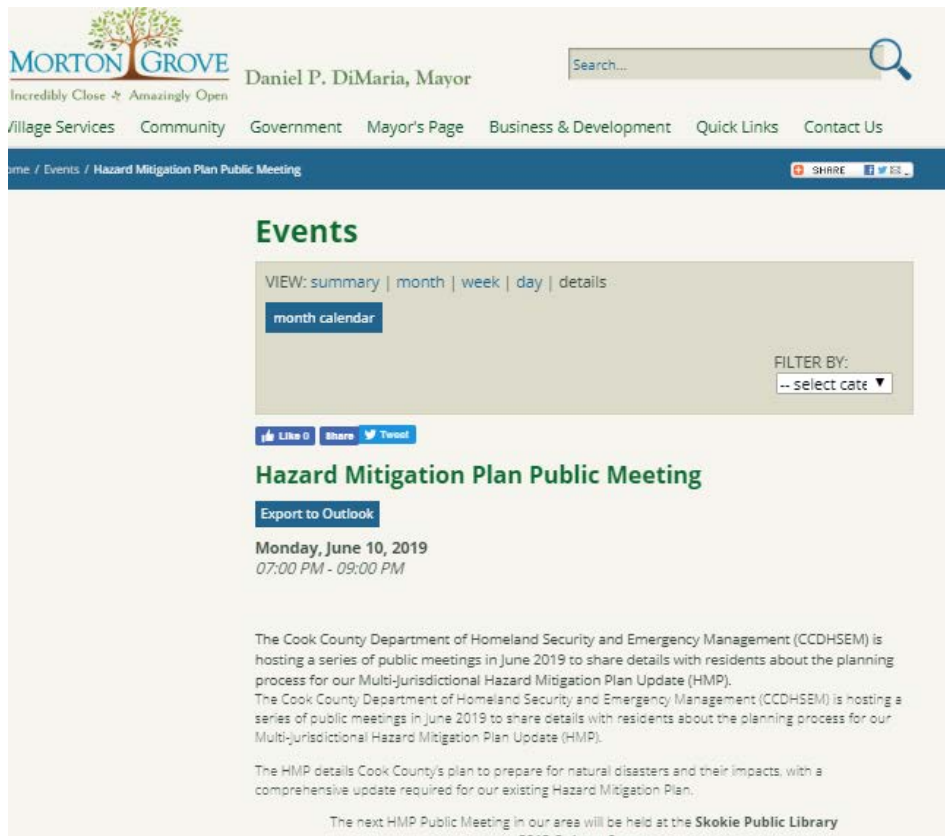 MORTON GROVE
Incredibly Close & Amazingly Open
Daniel P. DiMaria, Mayor
Search...
Village Services Community Government Mayor's Page Business & Development Quick Links Contact Us
ome / Events / Hazard Mitigation Plan Public Meeting
SHARE
Events
VIEW: summary | month | week | day | details
month calendar
FILTER BY:
-- select cate
Like 0 Share Tweet
Hazard Mitigation Plan Public Meeting
Export to Outlook
Monday, June 10, 2019
07:00 PM - 09:00 PM
The Cook County Department of Homeland Security and Emergency Management (CCDHSEM) is
hosting a series of public meetings in June 2019 to share details with residents about the planning
process for our Multi-Jurisdictional Hazard Mitigation Plan Update (HMP).
The Cook County Department of Homeland Security and Emergency Management (CCDHSEM) is hosting a
series of public meetings in June 2019 to share details with residents about the planning process for our
Multi-Jurisdictional Hazard Mitigation Plan Update (HMP).
The HMP details Cook County's plan to prepare for natural disasters and their impacts, with a
comprehensive update required for our existing Hazard Mitigation Plan.
The next HMP Public Meeting in our area will be held at the Skokie Public Library